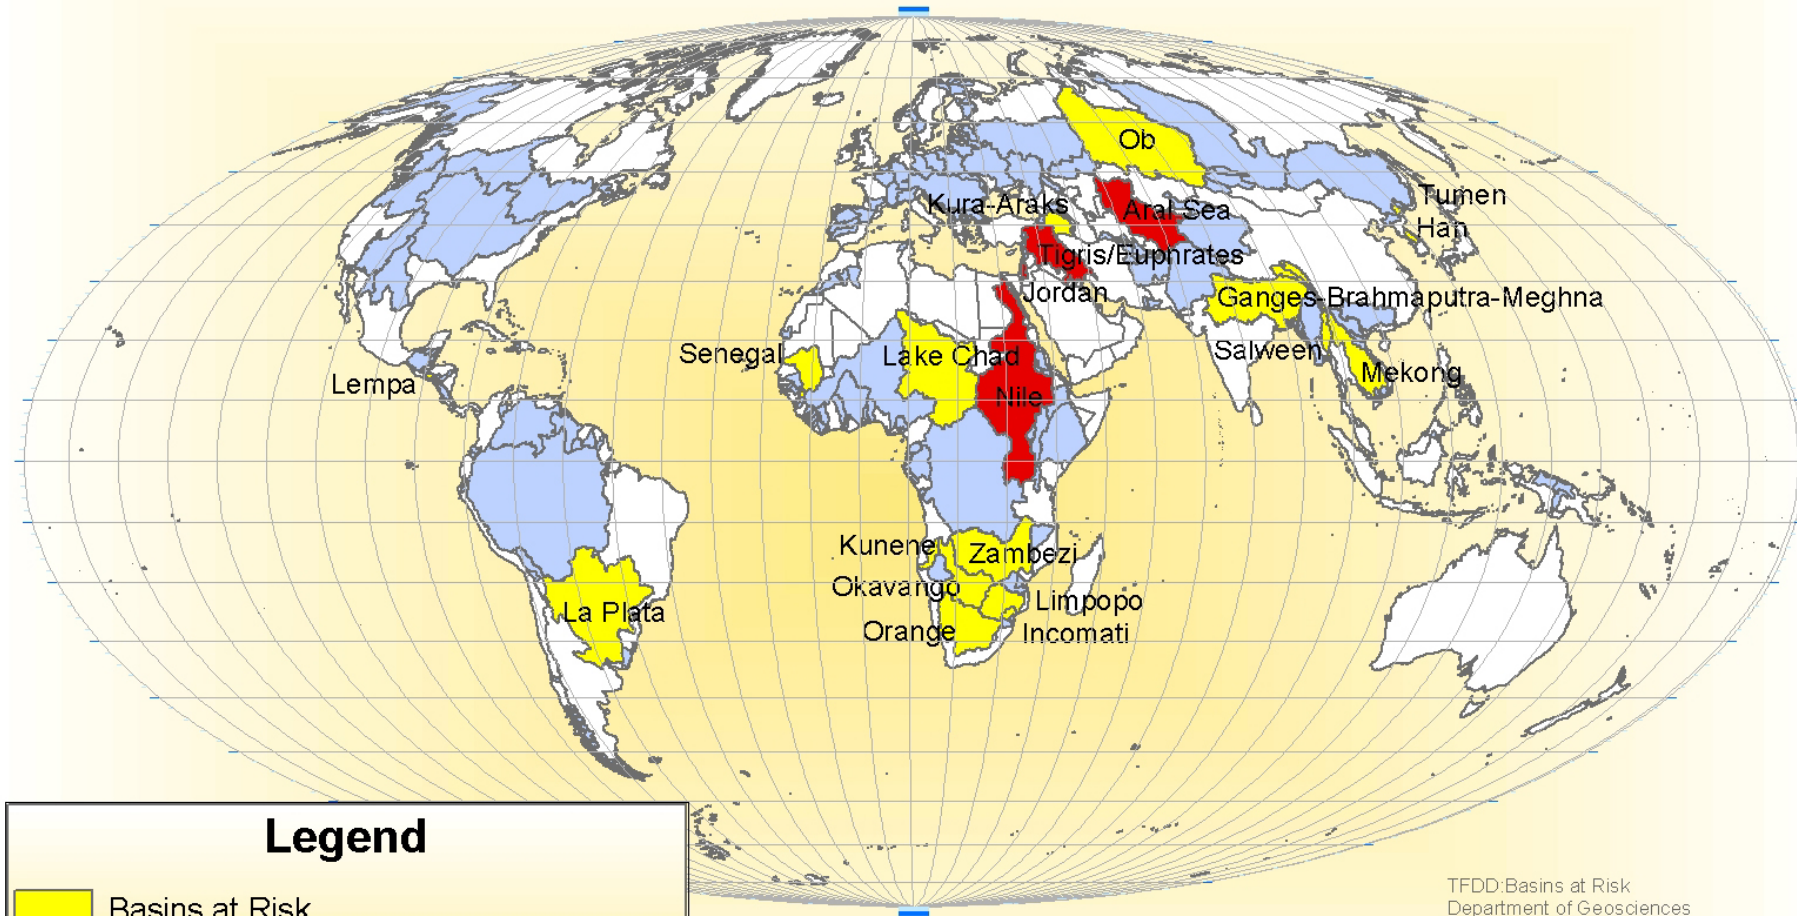 Ob
Tumen
Kura-Araks
Aral Sea
Han
Tigris/Euphrates
Jordan
Ganges-Brahmaputra-Meghna
Senegal
Lake Chad
Salween
Lempa
Mekong
Nile
Kunene
Zambezi
Okavango
Limpopo
La Plata
Orange
Incomati
Legend
Basins at Risk
TFDD:Basins at Risk
Department of Geosciences